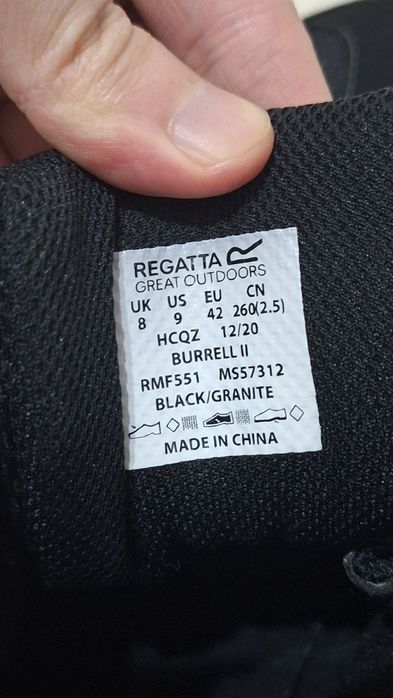 REGATTA
GREAT OUTDOORS
UK US EU CN
8 9 42 260(2.5)
HCQZ 12/20
BURRELL II
RMF551 MS57312
BLACK/GRANITE
MADE IN CHINA